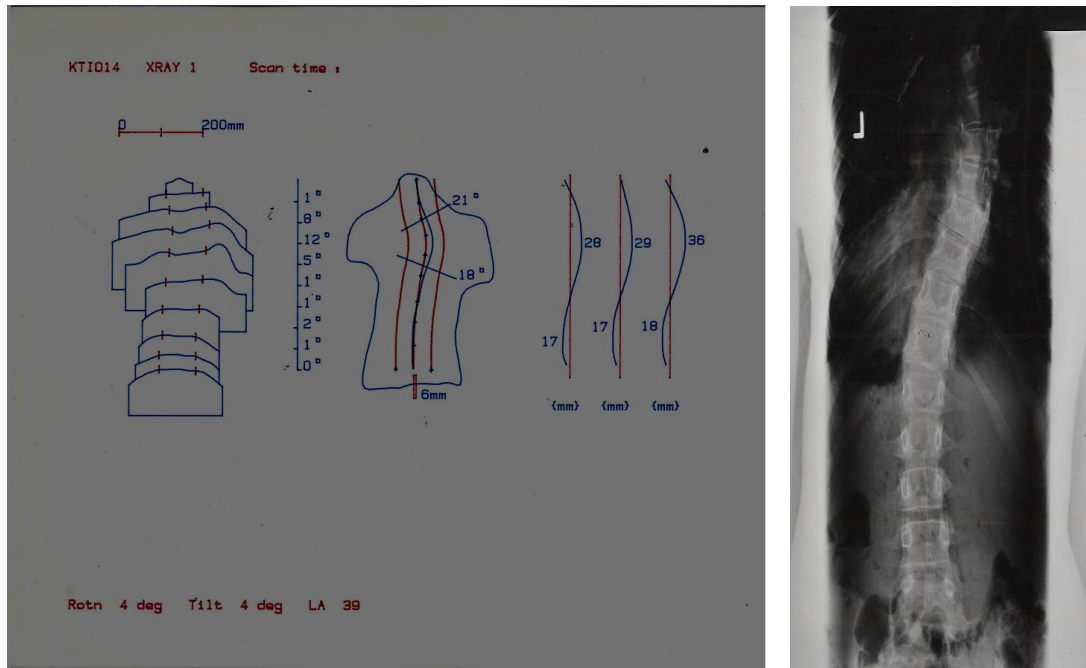 KTI014 XRAY 1 Scan time :
0 200mm
1°
8°
12°
5°
1°
1°
2°
1°
0°
21°
18°
6mm
28 29 36
17 17 18
{mm} {mm} {mm}
Rotn 4 deg Tilt 4 deg LA 39
L